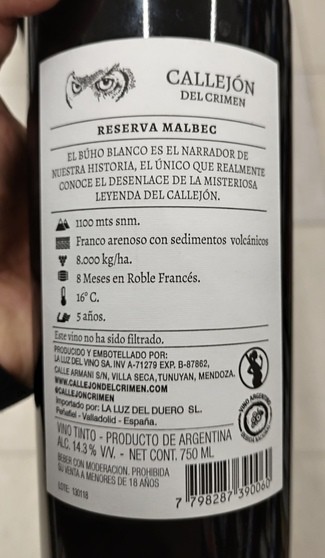 CALLEJÓN
DEL CRIMEN
RESERVA MALBEC
EL BÚHO BLANCO ES EL NARRADOR DE
NUESTRA HISTORIA, EL ÚNICO QUE REALMENTE
CONOCE EL DESENLACE DE LA MISTERIOSA
LEYENDA DEL CALLEJÓN.
1100 mts snm.
Franco arenoso con sedimentos volcánicos
8.000 kg/ha.
8 Meses en Roble Francés.
16° C.
5 años.
Este vino no ha sido filtrado.
PRODUCIDO Y EMBOTELLADO POR:
LA LUZ DEL VINO SA. INV A-71279 EXP. B-87862,
CALLE ARMANI S/N, VILLA SECA, TUNUYAN, MENDOZA.
WWW.CALLEJONDELCRIMEN.COM
@CALLEJONCRIMEN
Importado por: LA LUZ DEL DUERO SL.
Peñafiel - Valladolid - España.
VINO ARGENTINO
BEBIDA NACIONAL
VINO TINTO - PRODUCTO DE ARGENTINA
ALC. 14.3 % V/V. - NET CONT. 750 ML
BEBER CON MODERACION. PROHIBIDA
SU VENTA A MENORES DE 18 AÑOS
LOTE: 130118
7 798287 390060